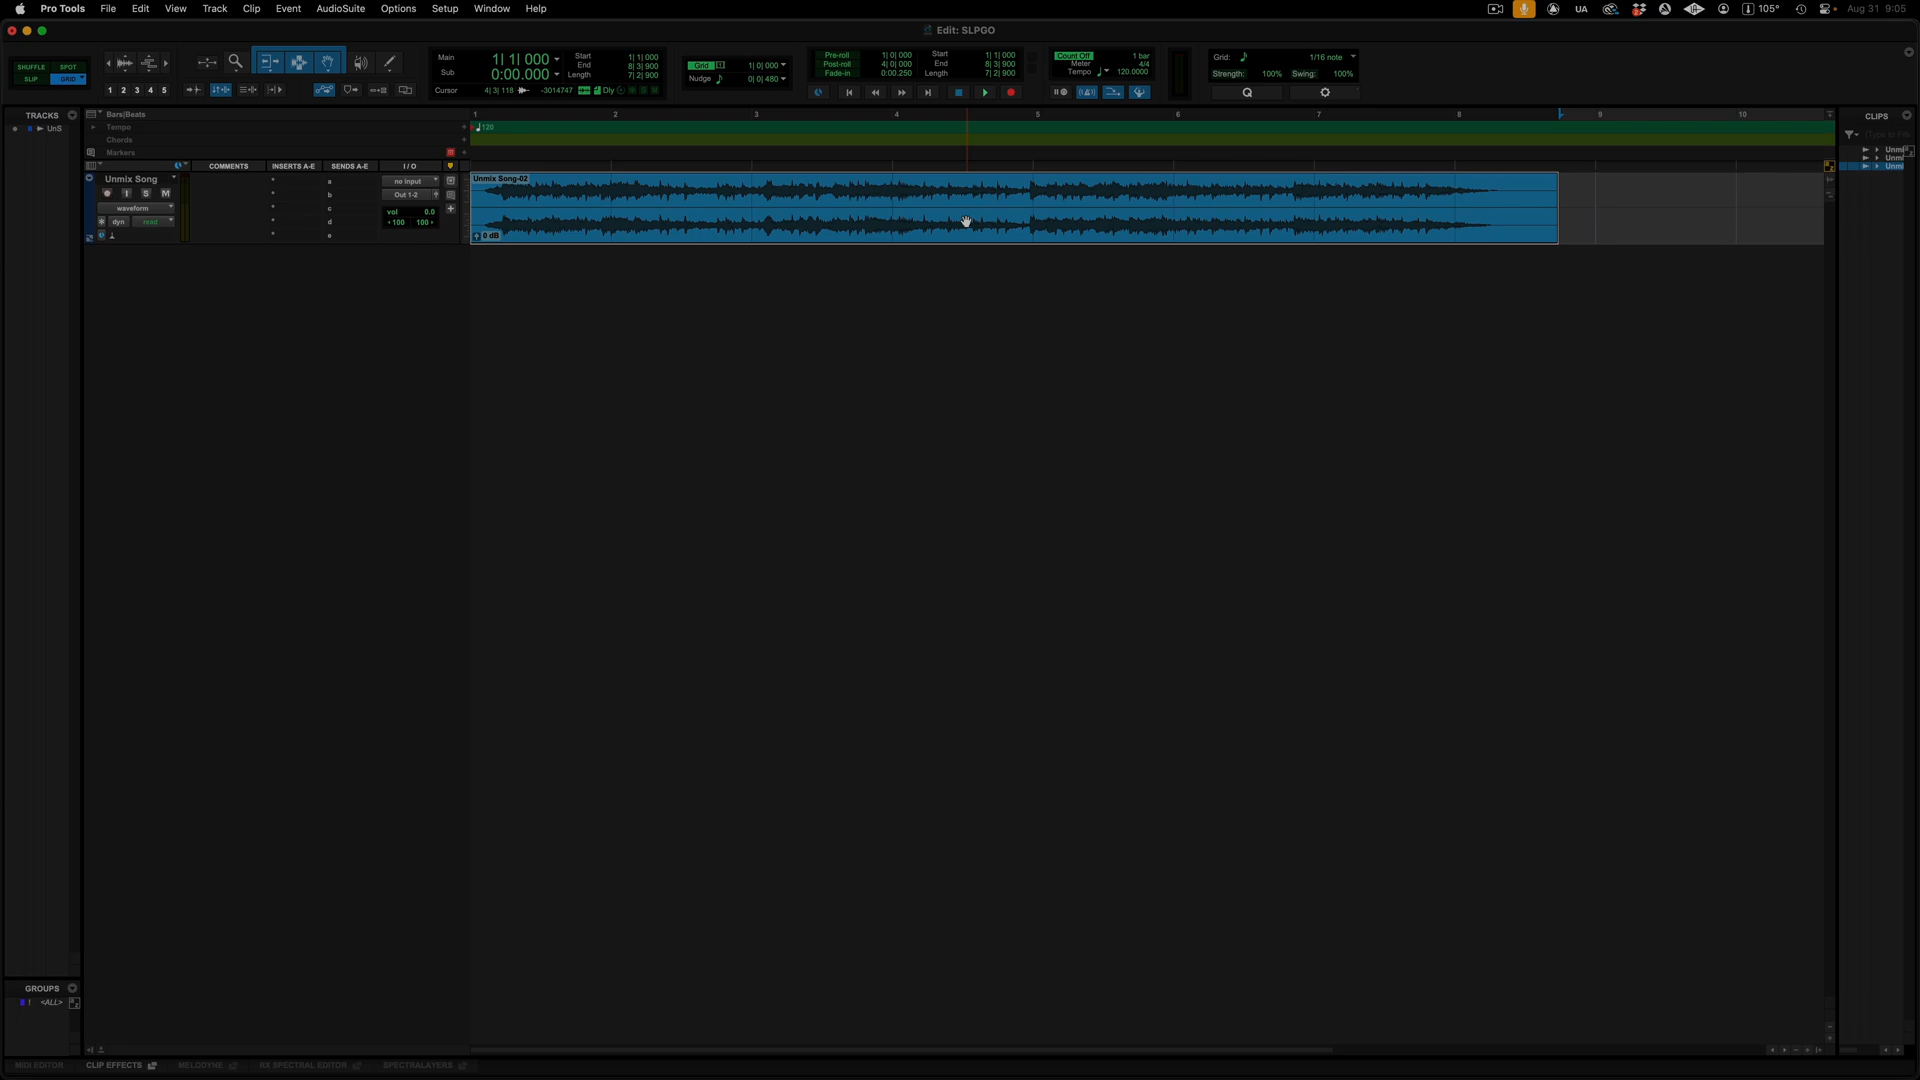 Pro Tools File Edit View Track Clip Event AudioSuite Options Setup Window Help UA 105° Aug 31 9:05
Edit: SLPGO
SHUFFLE SPOT
SLIP GRID
1 2 3 4 5
Main 1| 1| 000
Sub 0:00.000
Start 1| 1| 000
End 8| 3| 900
Length 7| 2| 900
Cursor 4| 3| 118 -3014747 Dly
Grid 1| 0| 000
Nudge 0| 0| 480
Pre-roll 1| 0| 000
Post-roll 4| 0| 000
Fade-in 0:00.250
Start 1| 1| 000
End 8| 3| 900
Length 7| 2| 900
Count Off 1 bar
Meter 4/4
Tempo 120.0000
Grid: 1/16 note
Strength: 100% Swing: 100%
Q
TRACKS
UnS
Bars|Beats 1 2 3 4 5 6 7 8 9 10
Tempo 120
Chords
Markers
COMMENTS INSERTS A-E SENDS A-E I / O
Unmix Song
I S M
waveform
dyn read
a
b
c
d
e
no input
Out 1-2
vol 0.0
100 100
Unmix Song-02
0 dB
CLIPS
Unmi
Unmi
Unmi
GROUPS
! <ALL>
MIDI EDITOR CLIP EFFECTS MELODYNE RX SPECTRAL EDITOR SPECTRALAYERS